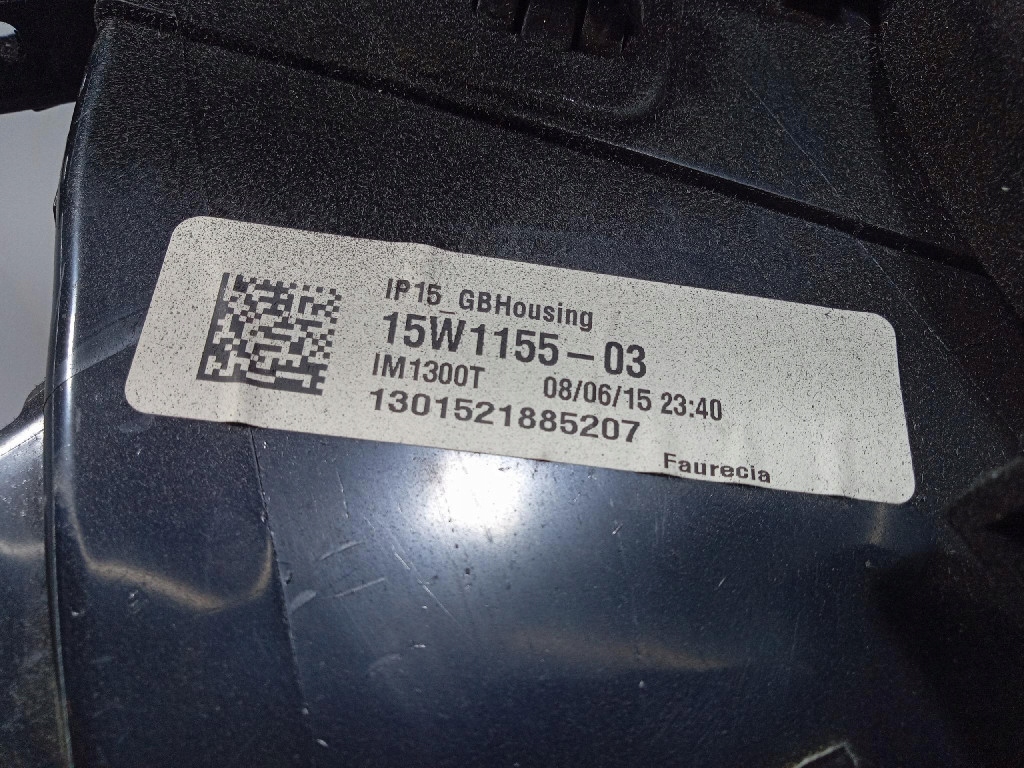 IP15_GBHousing
15W1155-03
IM1300T 08/06/15 23:40
1301521885207
Faurecia